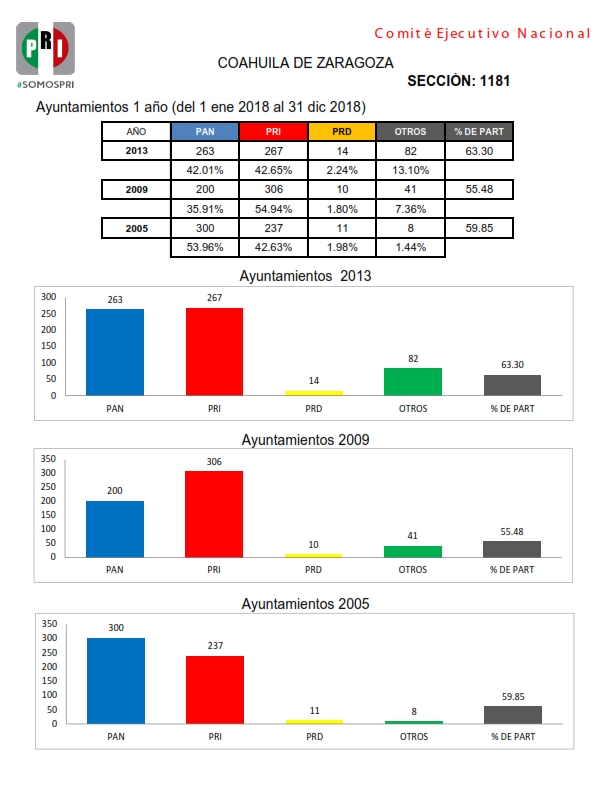 Comité Ejecutivo Nacional
PRI
#SOMOSPRI
COAHUILA DE ZARAGOZA
SECCIÓN: 1181
Ayuntamientos 1 año (del 1 ene 2018 al 31 dic 2018)
AÑO PAN PRI PRD OTROS % DE PART
2013 263 267 14 82 63.30
42.01% 42.65% 2.24% 13.10%
2009 200 306 10 41 55.48
35.91% 54.94% 1.80% 7.36%
2005 300 237 11 8 59.85
53.96% 42.63% 1.98% 1.44%
Ayuntamientos 2013
300
250
200
150
100
50
0
263 267 14 82 63.30
PAN PRI PRD OTROS % DE PART
Ayuntamientos 2009
350
300
250
200
150
100
50
0
200 306 10 41 55.48
PAN PRI PRD OTROS % DE PART
Ayuntamientos 2005
350
300
250
200
150
100
50
0
300 237 11 8 59.85
PAN PRI PRD OTROS % DE PART